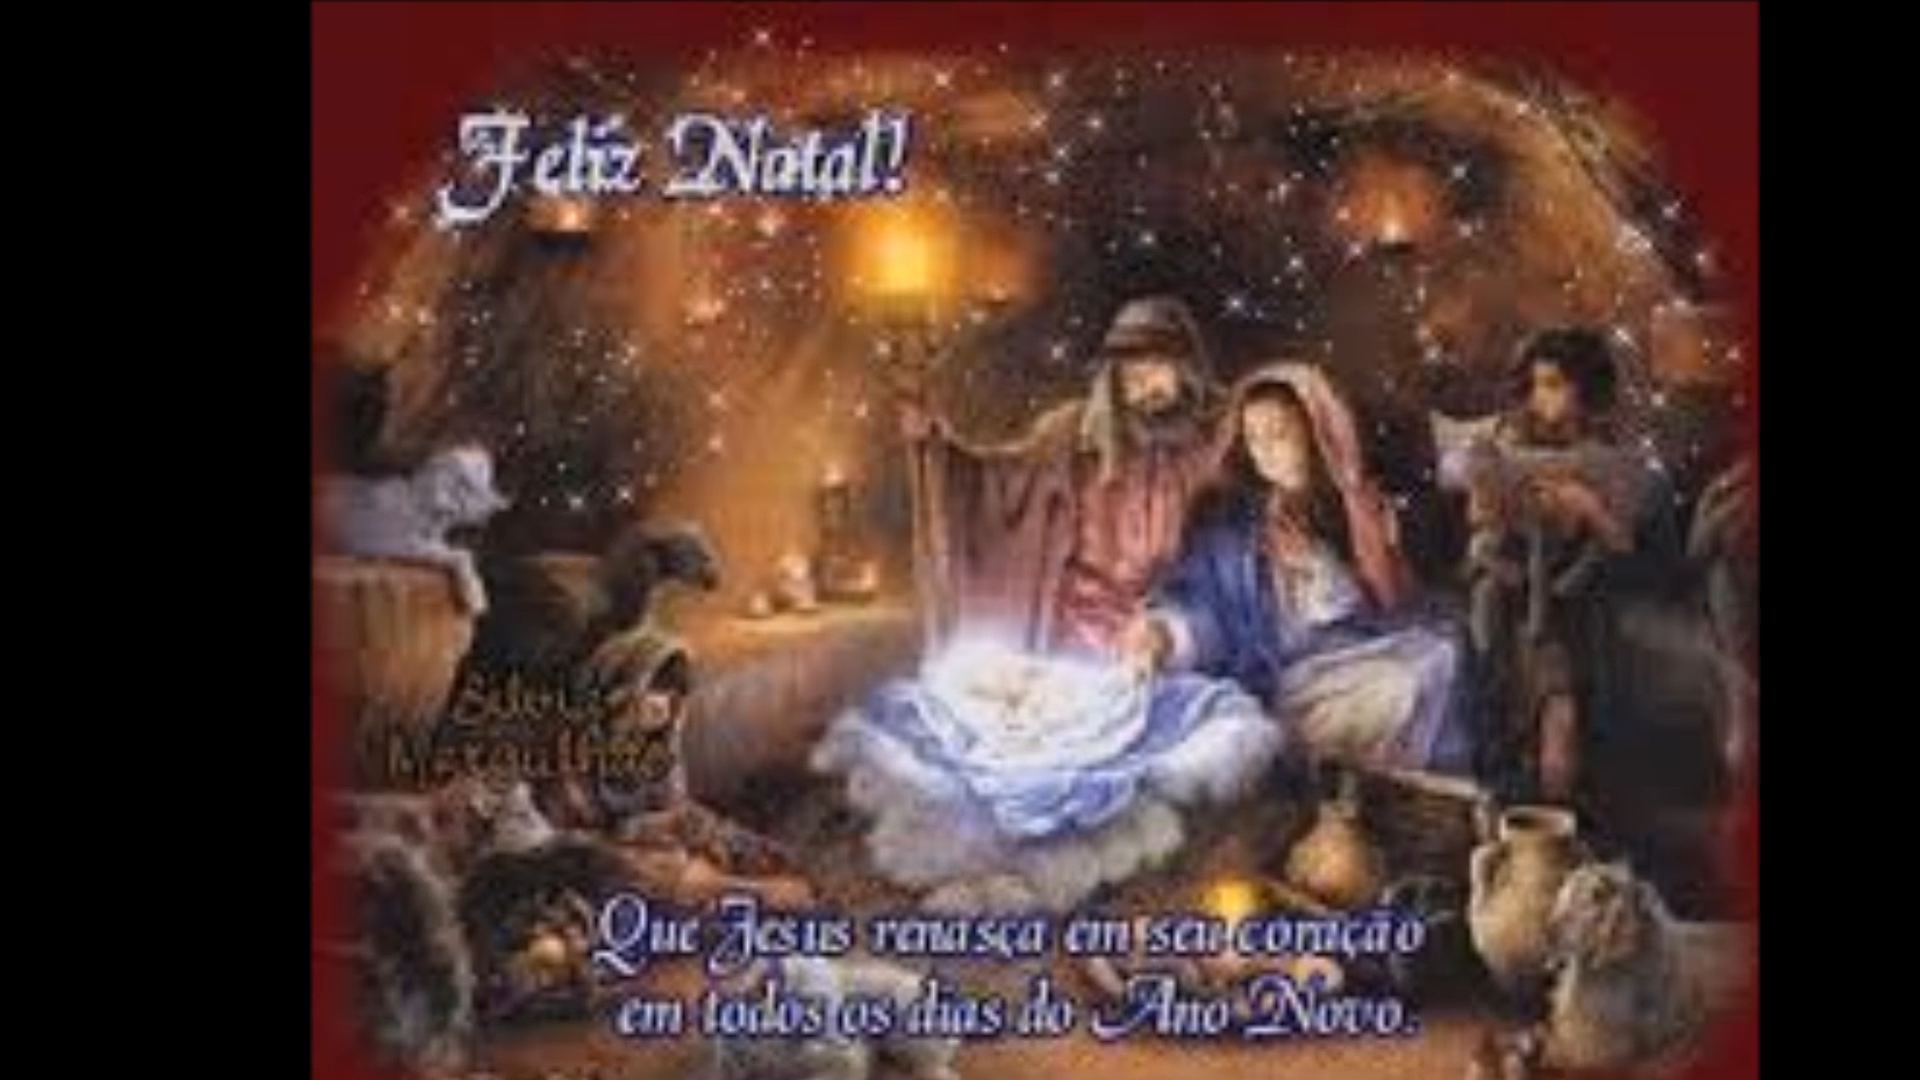 Feliz Natal!
Que Jesus renasça em seu coração
em todos os dias do Ano Novo.